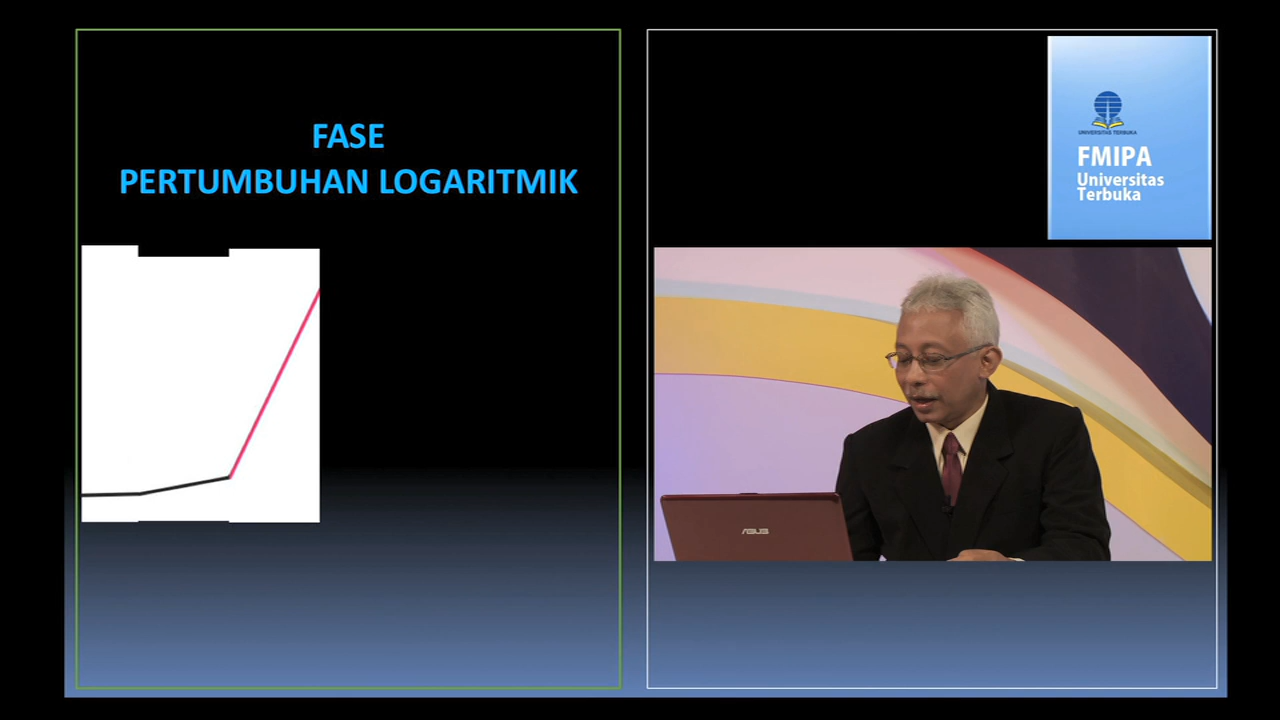 FASE
PERTUMBUHAN LOGARITMIK
UNIVERSITAS TERBUKA
FMIPA
Universitas
Terbuka
ASUS